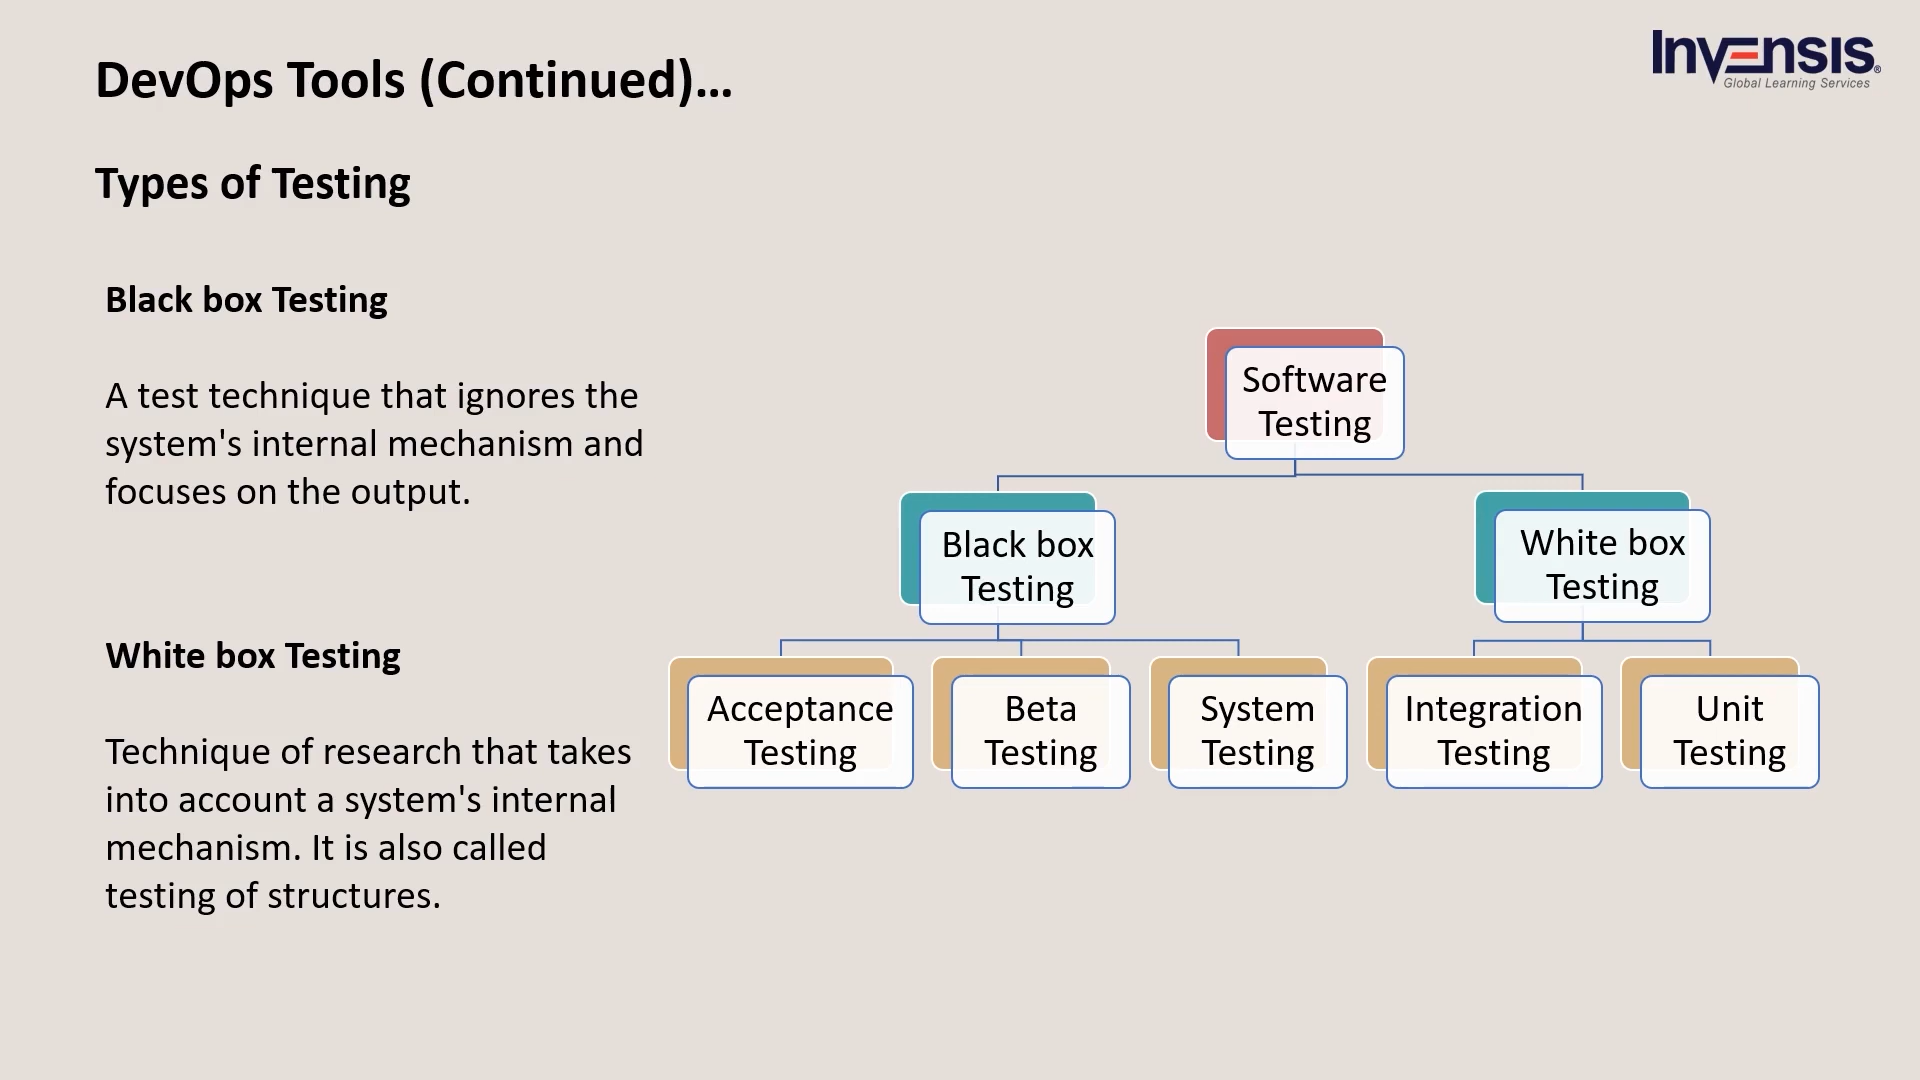 DevOps Tools (Continued)...
Invensis®
Global Learning Services
Types of Testing
Black box Testing
A test technique that ignores the
system's internal mechanism and
focuses on the output.
White box Testing
Technique of research that takes
into account a system's internal
mechanism. It is also called
testing of structures.
Software
Testing
Black box
Testing
White box
Testing
Acceptance
Testing
Beta
Testing
System
Testing
Integration
Testing
Unit
Testing